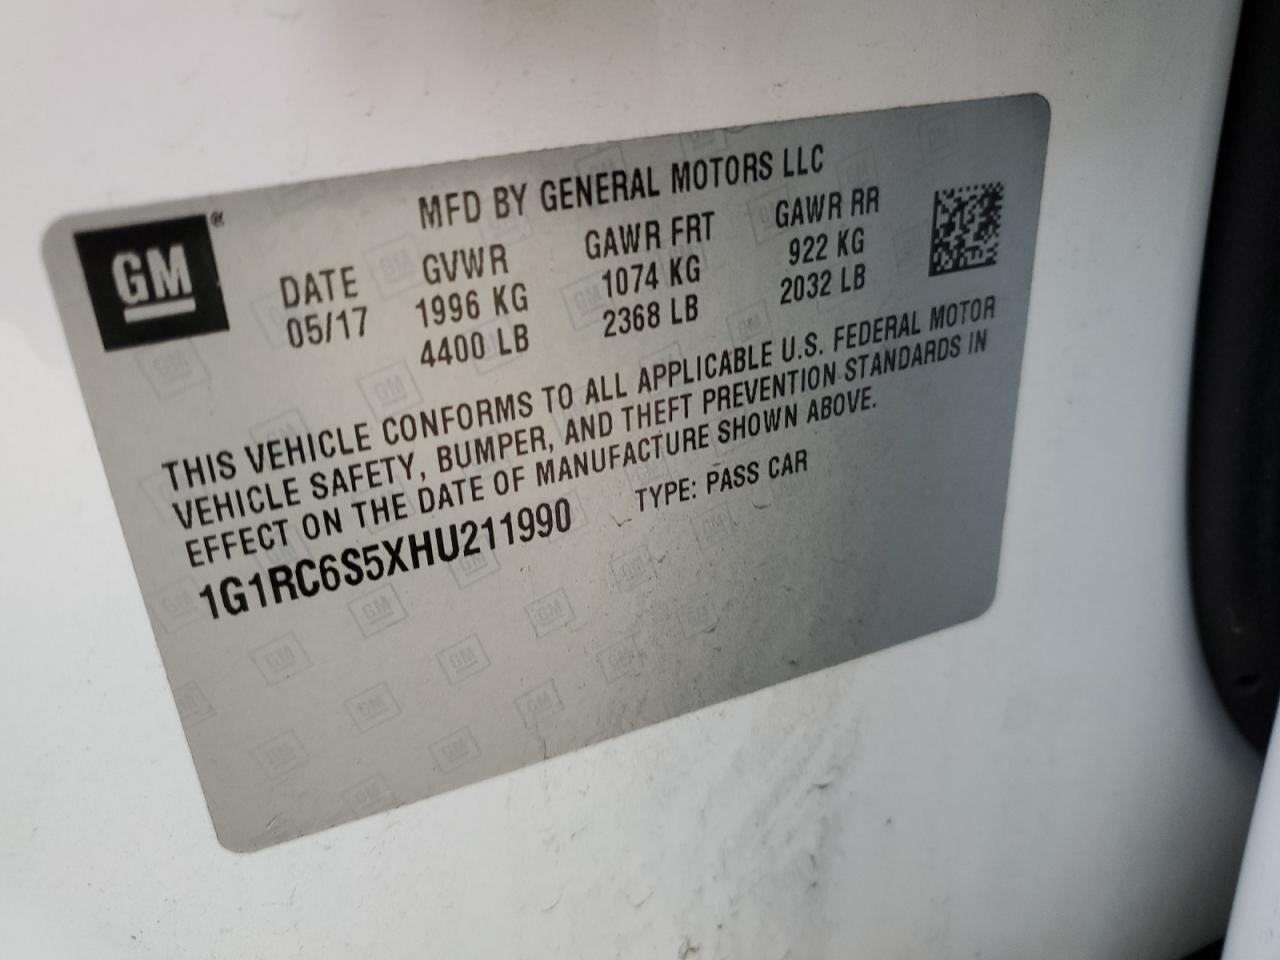 GM®
MFD BY GENERAL MOTORS LLC
DATE GVWR GAWR FRT GAWR RR
05/17 1996 KG 1074 KG 922 KG
4400 LB 2368 LB 2032 LB
THIS VEHICLE CONFORMS TO ALL APPLICABLE U.S. FEDERAL MOTOR
VEHICLE SAFETY, BUMPER, AND THEFT PREVENTION STANDARDS IN
EFFECT ON THE DATE OF MANUFACTURE SHOWN ABOVE.
1G1RC6S5XHU211990 TYPE: PASS CAR